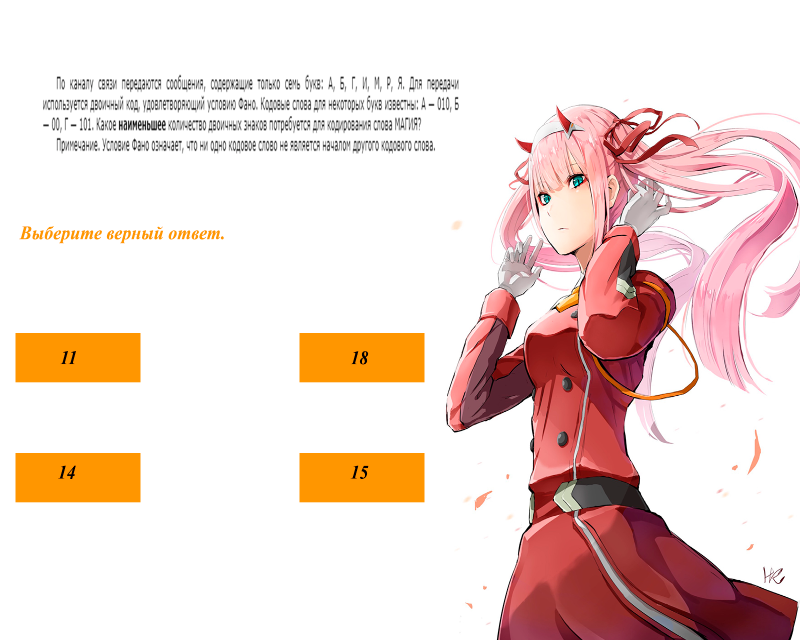 По каналу связи передаются сообщения, содержащие только семь букв: А, Б, Г, И, М, Р, Я. Для передачи
используется двоичный код, удовлетворяющий условию Фано. Кодовые слова для некоторых букв известны: А — 010, Б
— 00, Г — 101. Какое наименьшее количество двоичных знаков потребуется для кодирования слова МАГИЯ?
Примечание. Условие Фано означает, что ни одно кодовое слово не является началом другого кодового слова.
Выберите верный ответ.
11
18
14
15